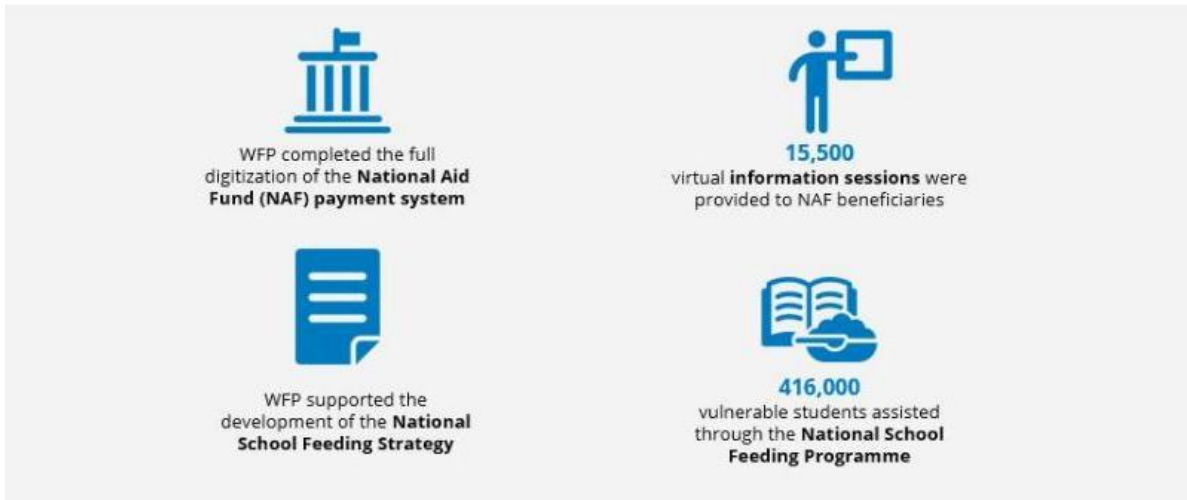 WFP completed the full
digitization of the National Aid
Fund (NAF) payment system
15,500
virtual information sessions were
provided to NAF beneficiaries
WFP supported the
development of the National
School Feeding Strategy
416,000
vulnerable students assisted
through the National School
Feeding Programme